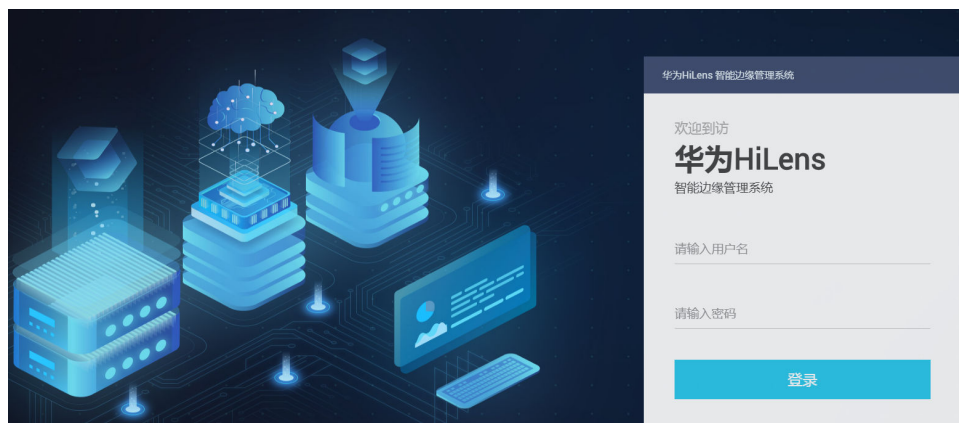 华为HiLens 智能边缘管理系统
欢迎到访
华为HiLens
智能边缘管理系统
请输入用户名
请输入密码
登录